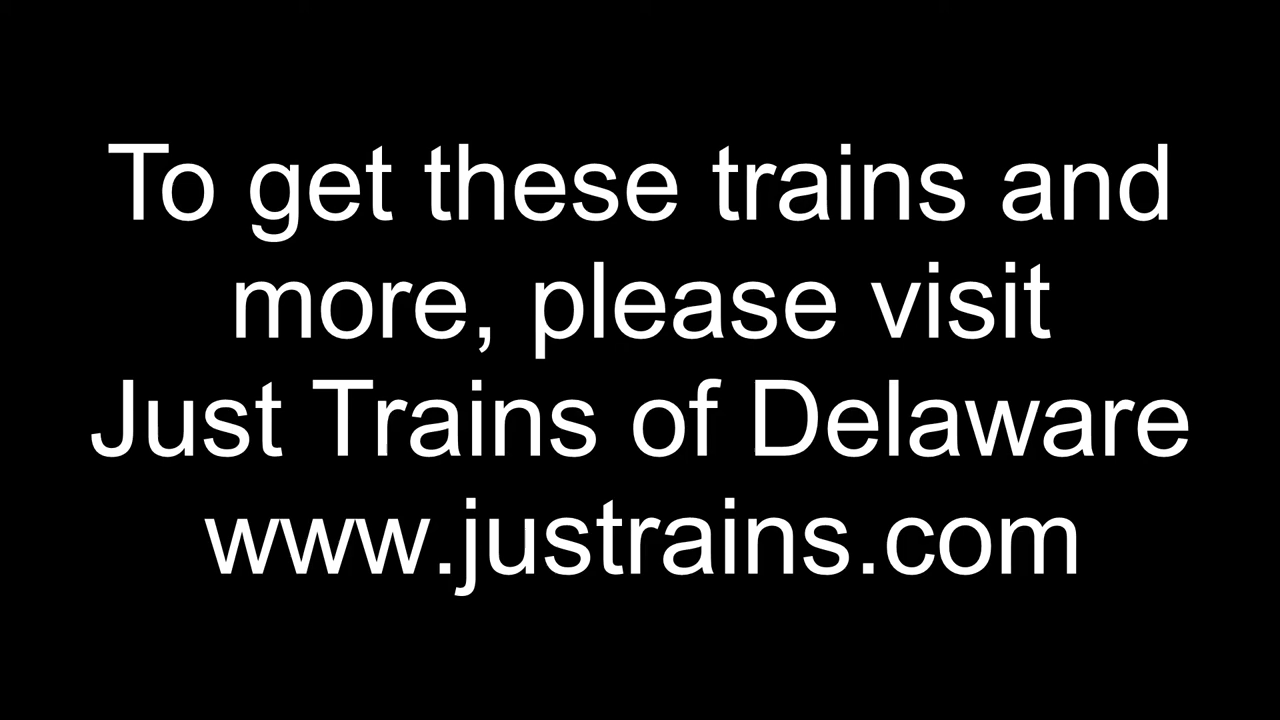 To get these trains and
more, please visit
Just Trains of Delaware
www.justrains.com